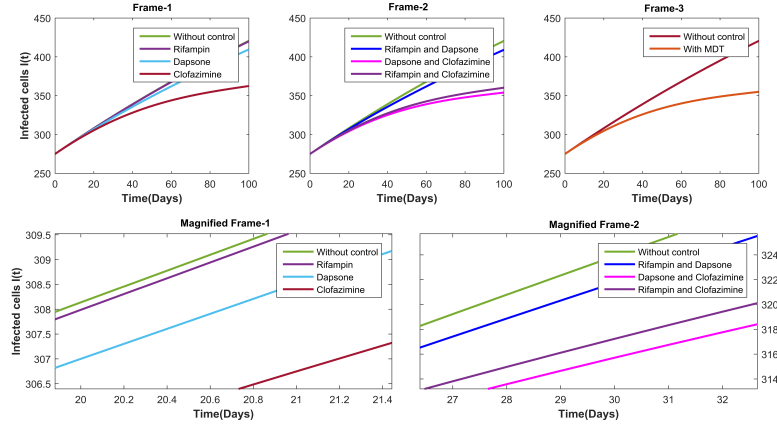 Frame-1
Infected cells I(t)
450
400
350
300
250
0 20 40 60 80 100
Time(Days)
Without control
Rifampin
Dapsone
Clofazimine
Frame-2
450
400
350
300
250
0 20 40 60 80 100
Time(Days)
Without control
Rifampin and Dapsone
Dapsone and Clofazimine
Rifampin and Clofazimine
Frame-3
450
400
350
300
250
0 20 40 60 80 100
Time(Days)
Without control
With MDT
Magnified Frame-1
Infected cells I(t)
309.5
309
308.5
308
307.5
307
306.5
20 20.2 20.4 20.6 20.8 21 21.2 21.4
Time(Days)
Without control
Rifampin
Dapsone
Clofazimine
Magnified Frame-2
324
322
320
318
316
314
27 28 29 30 31 32
Time(Days)
Without control
Rifampin and Dapsone
Dapsone and Clofazimine
Rifampin and Clofazimine